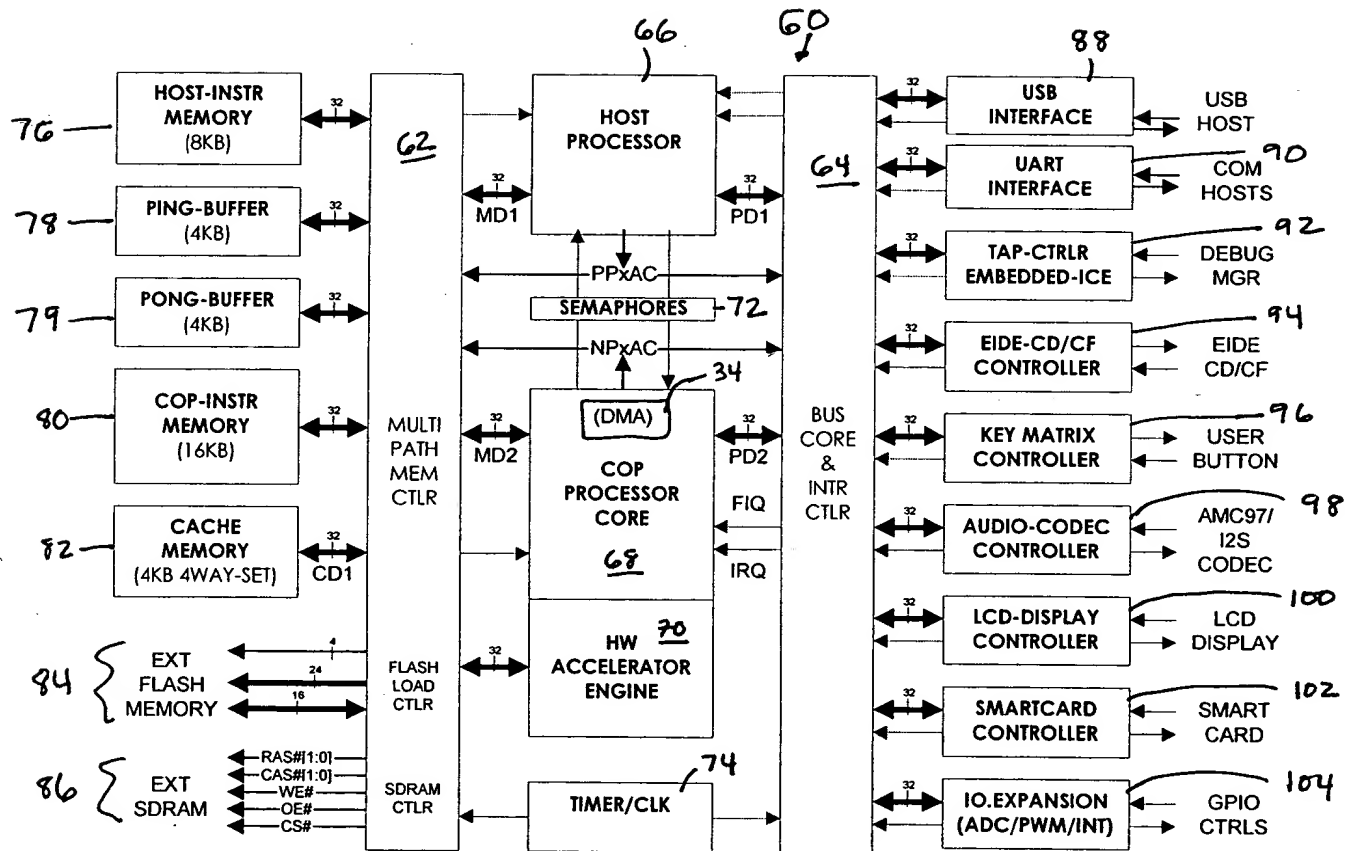 66
60
88
HOST-INSTR
MEMORY
(8KB)
32
76
PING-BUFFER
(4KB)
32
78
PONG-BUFFER
(4KB)
32
79
COP-INSTR
MEMORY
(16KB)
32
80
CACHE
MEMORY
(4KB 4WAY-SET)
32
CD1
82
84
EXT
FLASH
MEMORY
4
24
16
86
EXT
SDRAM
RAS#[1:0]
CAS#[1:0]
WE#
OE#
CS#
62
MULTI
PATH
MEM
CTLR
FLASH
LOAD
CTLR
SDRAM
CTLR
HOST
PROCESSOR
32
MD1
32
PD1
PPxAC
SEMAPHORES
72
NPxAC
34
(DMA)
32
MD2
COP
PROCESSOR
CORE
68
32
PD2
FIQ
IRQ
HW 70
ACCELERATOR
ENGINE
32
74
TIMER/CLK
64
BUS
CORE
&
INTR
CTLR
32
USB
INTERFACE
USB
HOST
32
UART
INTERFACE
90
COM
HOSTS
32
TAP-CTRLR
EMBEDDED-ICE
92
DEBUG
MGR
32
EIDE-CD/CF
CONTROLLER
94
EIDE
CD/CF
32
KEY MATRIX
CONTROLLER
96
USER
BUTTON
32
AUDIO-CODEC
CONTROLLER
98
AMC97/
I2S
CODEC
32
LCD-DISPLAY
CONTROLLER
100
LCD
DISPLAY
32
SMARTCARD
CONTROLLER
102
SMART
CARD
32
IO.EXPANSION
(ADC/PWM/INT)
104
GPIO
CTRLS